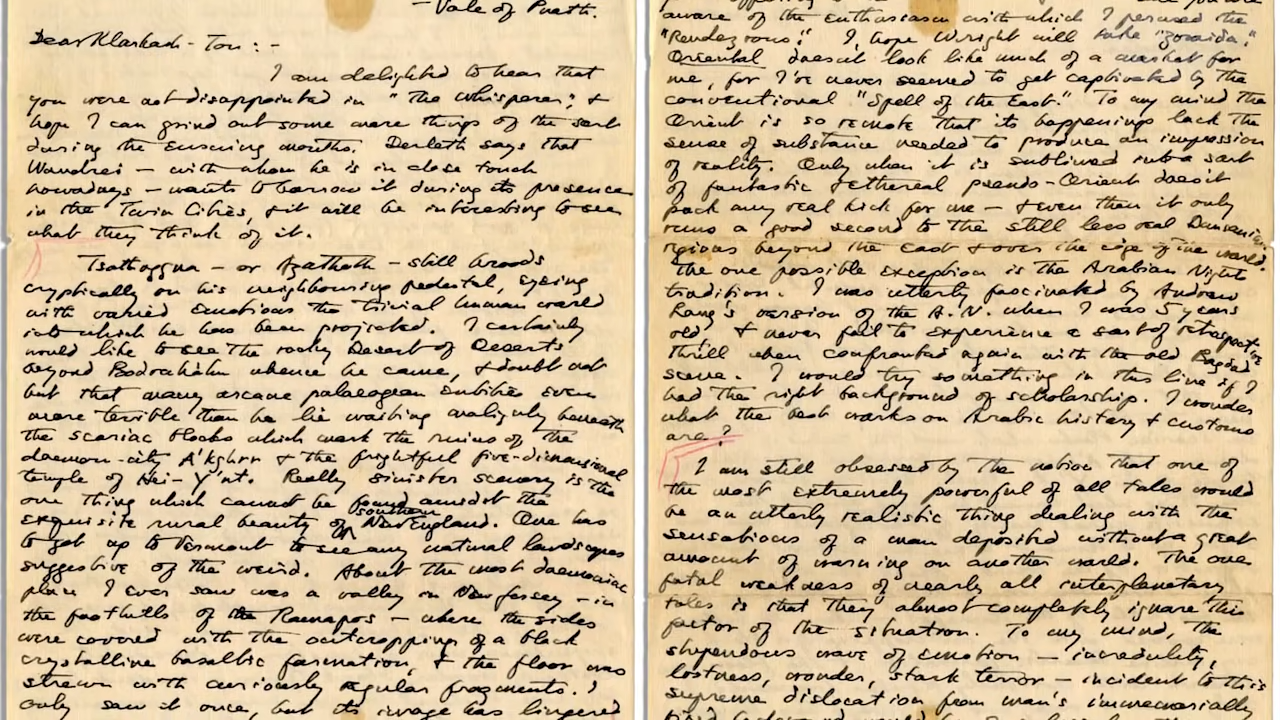 — Vale of Pnath.
Dear Klarkash-Ton :-
I am delighted to hear that
you were not disappointed in "The Whisperer", &
hope I can grind out some more things of the sort
during the ensuing months. Derleth says that
Wandrei — with whom he is in close touch
nowadays — wants to borrow it during its presence
in the Twin Cities, & it will be interesting to see
what they think of it.
Tsathoggua — or Azathoth — still broods
cryptically on his neighbouring pedestal, eyeing
with varied emotions the trivial human world
into which he has been projected. I certainly
would like to see the rocky Desert of Deserts
beyond whence he came, & doubt not
but that many arcane palaeogean entities even
more terrible than he lie waiting malignly beneath
the scoriac blocks which mark the ruins of the
daemon-city & the frightful five-dimensional
temple of . Really sinister scenery is the
one thing which cannot be found amidst the
exquisite rural beauty of southern New England. One has
to get up to Vermont to see any natural landscapes
suggestive of the weird. About the most daemoniac
place I ever saw was a valley in New Jersey — in
the foothills of the Ramapos — where the sides
were covered with the outcropping of a black
crystalline basaltic formation, & the floor was
strewn with curiously regular fragments. I
only saw it once, but its image has lingered
aware of the enthusiasm with which I perused the
"Rendezvous". I hope Wright will take "Zoraida."
Oriental doesn't look like much of a market for
me, for I've never seemed to get captivated by the
conventional "Spell of the East." To my mind the
Orient is so remote that its happenings lack the
sense of substance needed to produce an impression
of reality. Only when it is sublimed into a sort
of fantastic & ethereal pseudo-Orient does it
pack any real kick for me — & even then it only
runs a good second to the still less real Dunsanian
regions beyond the East & over the edge of the world.
The one possible exception is the Arabian Nights
tradition. I was utterly fascinated by Andrew
Lang's version of the A.N. when I was 5 years
old, & never fail to experience a sort of retrospective
thrill when confronted again with the old Bagdad
scene. I would try something in this line if I
had the right background of scholarship. I wonder
what the best works on Arabic history & customs
are?
I am still obsessed by the notion that one of
the most extremely powerful of all tales would
be an utterly realistic thing dealing with the
sensations of a man deposited without a great
amount of warning on another world. The one
fatal weakness of nearly all interplanetary
tales is that they almost completely ignore this
factor of the situation. To my mind, the
stupendous wave of emotion — incredulity,
lostness, wonder, stark terror — incident to this
supreme dislocation from man's immemorially